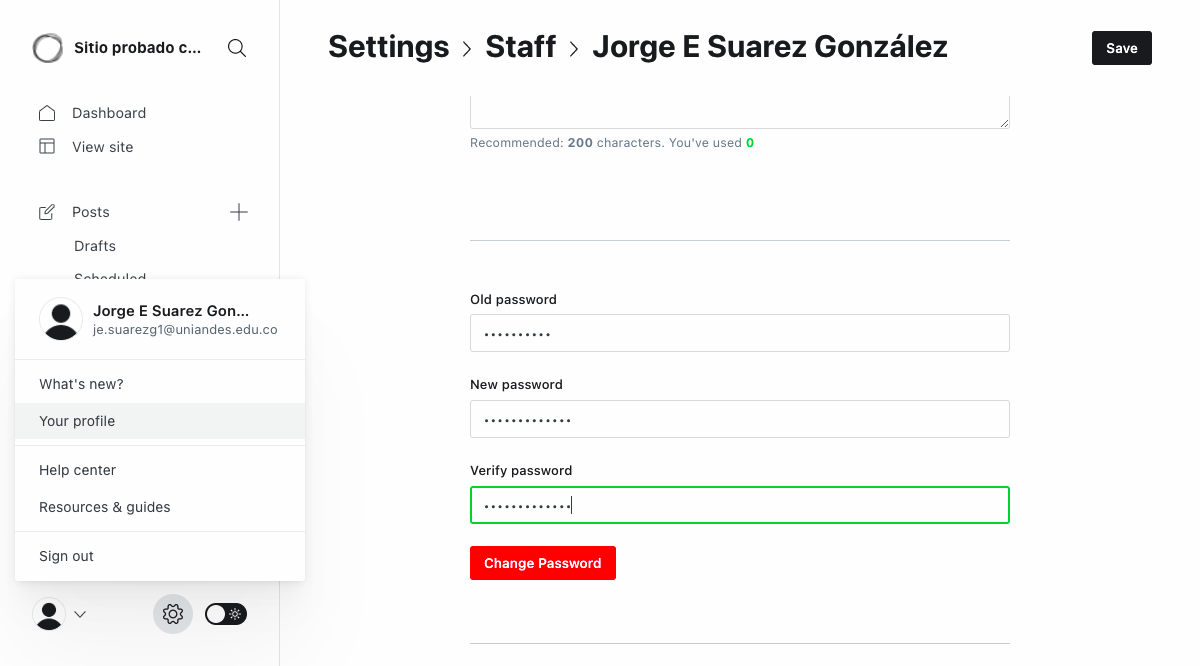 Sitio probado c...
Settings > Staff > Jorge E Suarez González
Save
Dashboard
View site
Posts
Drafts
Scheduled
Jorge E Suarez Gon...
je.suarezg1@uniandes.edu.co
What's new?
Your profile
Help center
Resources & guides
Sign out
Recommended: 200 characters. You've used 0
Old password
••••••••••
New password
•••••••••••••
Verify password
•••••••••••••
Change Password